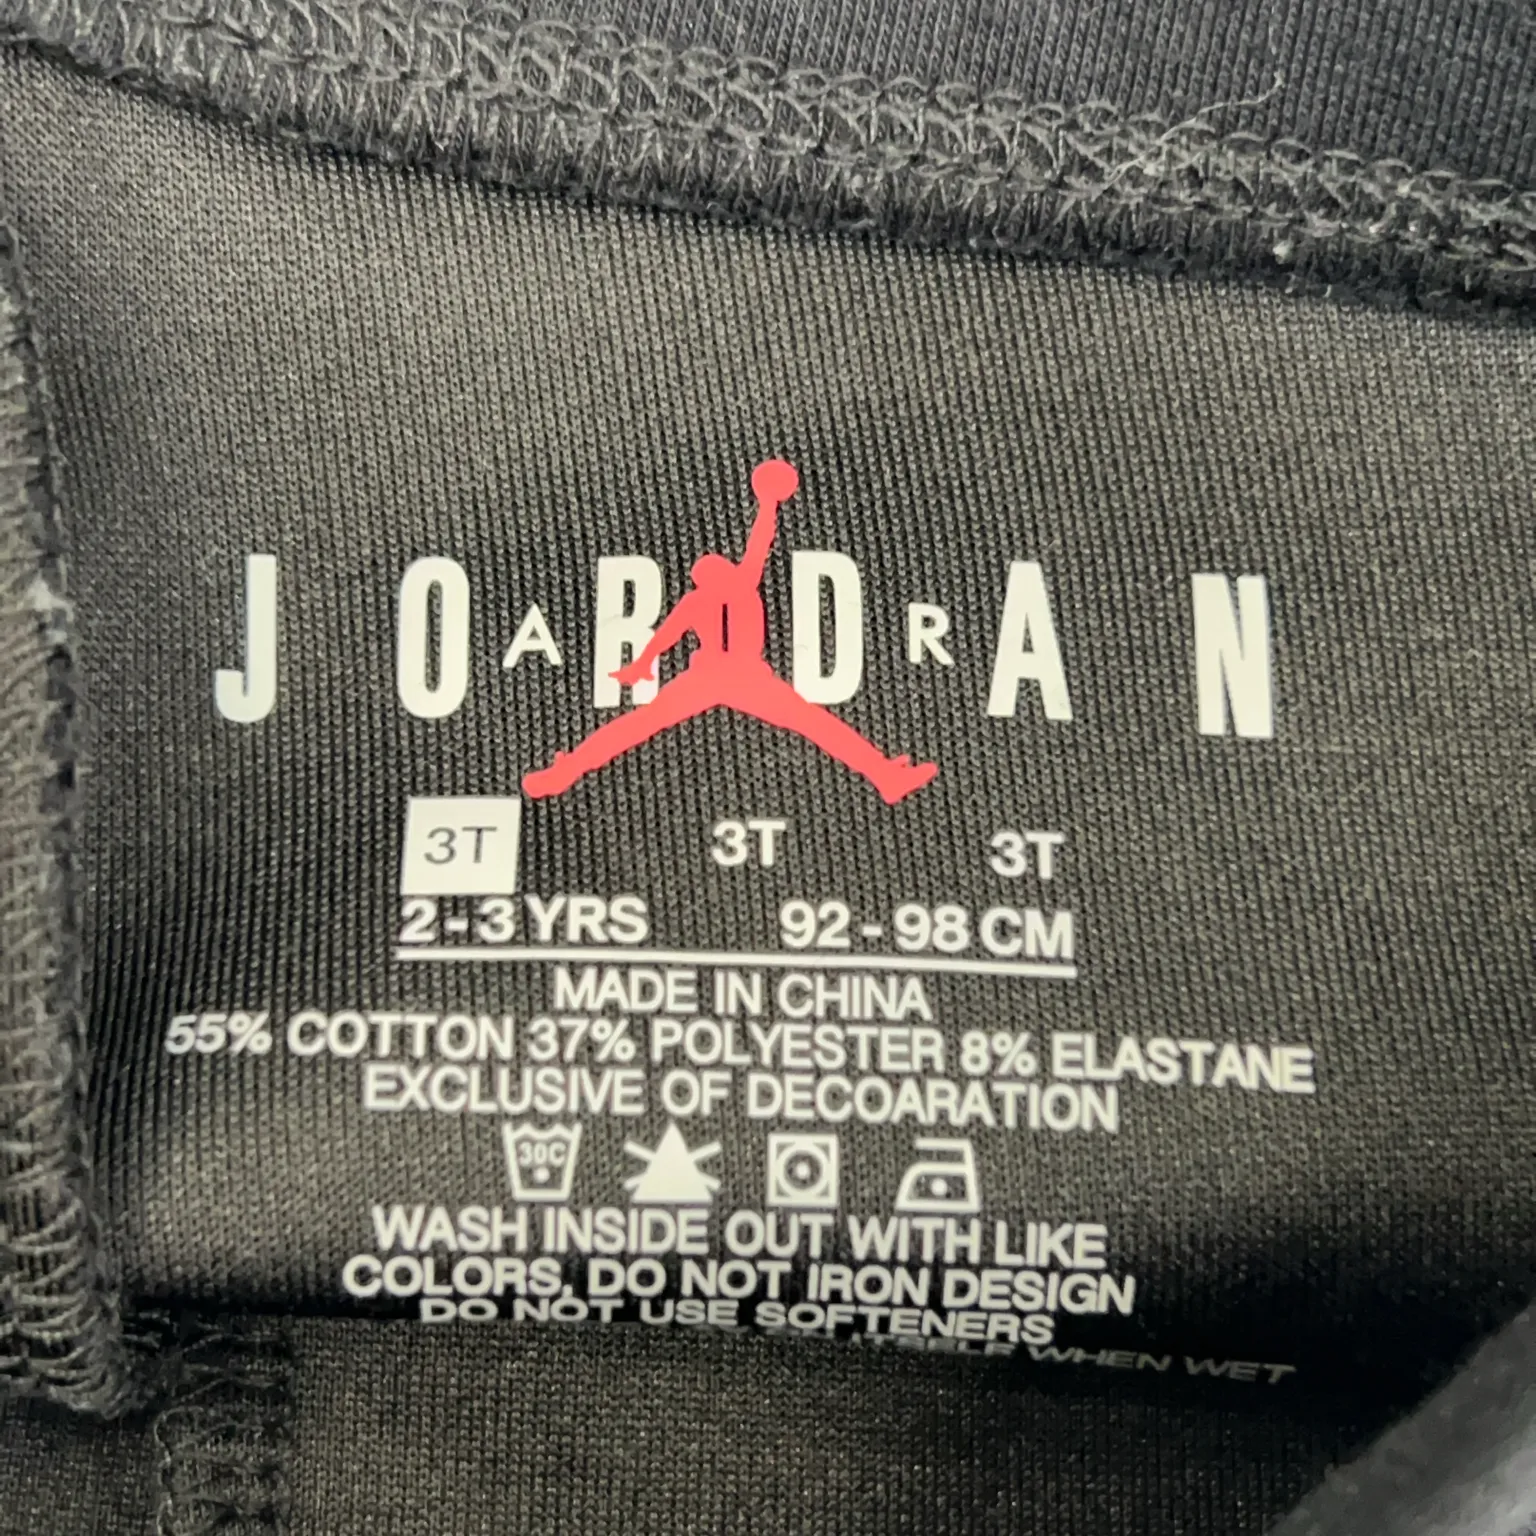 JORDAN
AIR
3T 3T 3T
2-3 YRS 92-98 CM
MADE IN CHINA
55% COTTON 37% POLYESTER 8% ELASTANE
EXCLUSIVE OF DECOARATION
30C
WASH INSIDE OUT WITH LIKE
COLORS, DO NOT IRON DESIGN
DO NOT USE SOFTENERS
WHEN WET